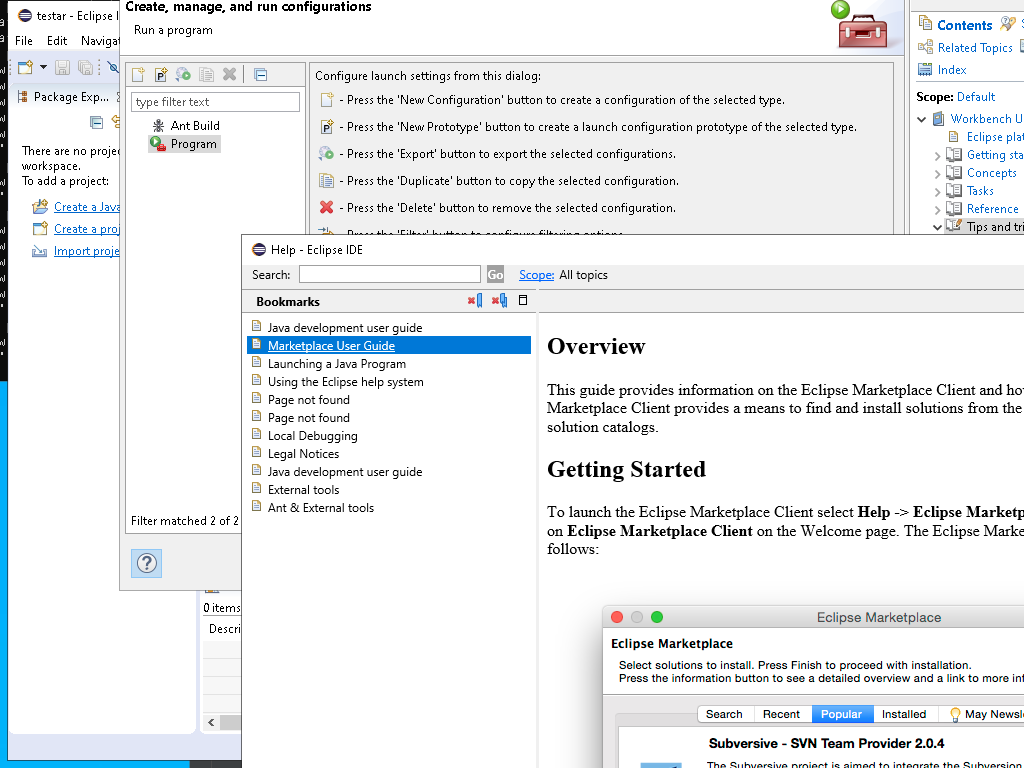 testar - Eclipse I
File Edit Navigat
Package Exp...
There are no projec
workspace.
To add a project:
Create a Java
Create a proj
Import proje
0 items
Descri
Create, manage, and run configurations
Run a program
type filter text
Ant Build
Program
Filter matched 2 of 2
Configure launch settings from this dialog:
- Press the 'New Configuration' button to create a configuration of the selected type.
- Press the 'New Prototype' button to create a launch configuration prototype of the selected type.
- Press the 'Export' button to export the selected configurations.
- Press the 'Duplicate' button to copy the selected configuration.
- Press the 'Delete' button to remove the selected configuration.
- Press the 'Filter' button to configure filtering options.
Contents
Related Topics
Index
Scope: Default
Workbench U
Eclipse plat
Getting sta
Concepts
Tasks
Reference
Tips and tri
Help - Eclipse IDE
Search: Go Scope: All topics
Bookmarks
Java development user guide
Marketplace User Guide
Launching a Java Program
Using the Eclipse help system
Page not found
Page not found
Local Debugging
Legal Notices
Java development user guide
External tools
Ant & External tools
Overview
This guide provides information on the Eclipse Marketplace Client and how
Marketplace Client provides a means to find and install solutions from the
solution catalogs.
Getting Started
To launch the Eclipse Marketplace Client select Help -> Eclipse Marketp
on Eclipse Marketplace Client on the Welcome page. The Eclipse Marke
follows:
Eclipse Marketplace
Eclipse Marketplace
Select solutions to install. Press Finish to proceed with installation.
Press the information button to see a detailed overview and a link to more inf
Search Recent Popular Installed May Newsle
Subversive - SVN Team Provider 2.0.4
The Subversive project is aimed to integrate the Subversion